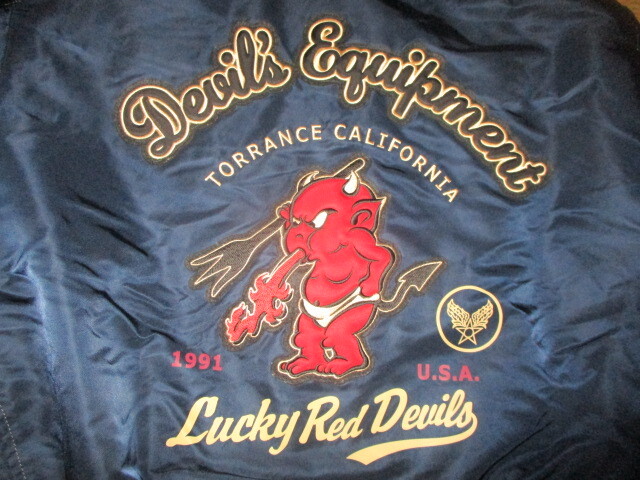 Devil's Equipment
TORRANCE CALIFORNIA
1991
U.S.A.
Lucky Red Devils